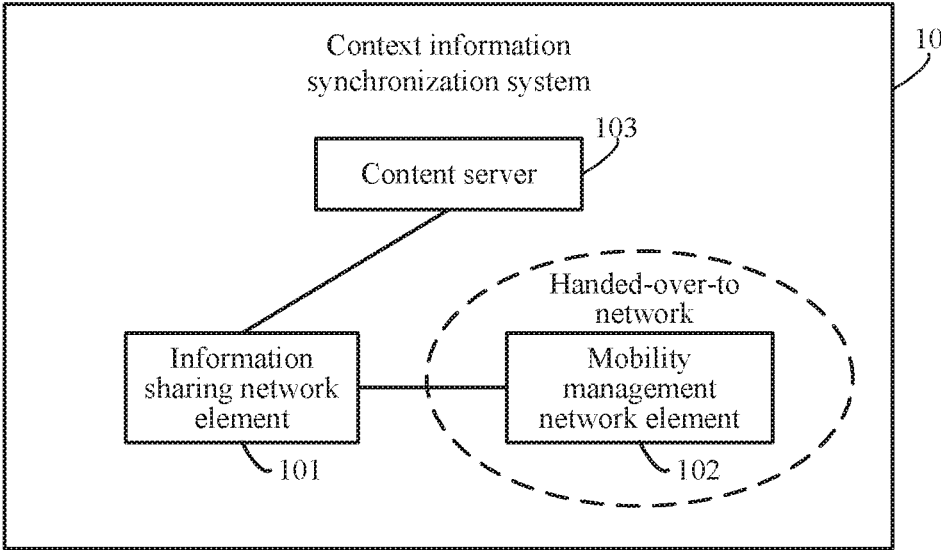 Context information
synchronization system
10
103
Content server
Handed-over-to
network
Information
sharing network
element
Mobility
management
network element
101
102